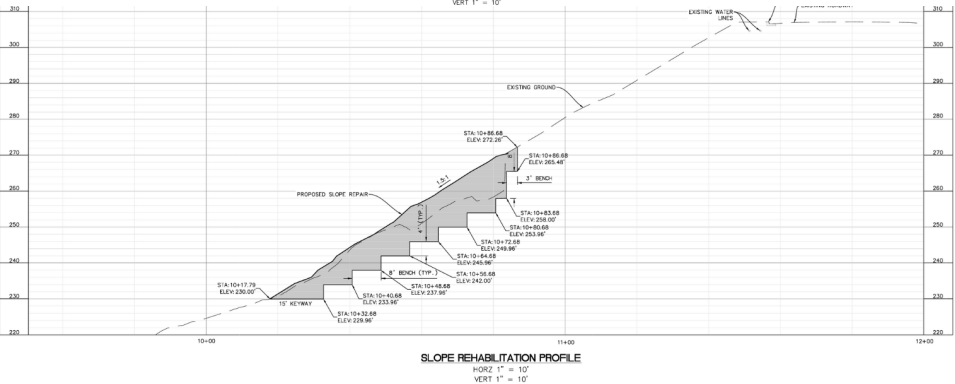 VERT 1" = 10'
310
300
290
280
270
260
250
240
230
220
310
300
290
280
270
260
250
240
230
220
EXISTING WATER
LINES
EXISTING GROUND
STA:10+86.68
ELEV:272.26'
STA:10+86.68
ELEV:265.48'
3' BENCH
1.5:1
PROPOSED SLOPE REPAIR
4' (TYP.)
STA:10+83.68
ELEV:258.00'
STA:10+80.68
ELEV:253.96'
STA:10+72.68
ELEV:249.96'
STA:10+64.68
ELEV:245.96'
STA:10+56.68
ELEV:242.00'
8' BENCH (TYP.)
STA:10+48.68
ELEV:237.96'
STA:10+40.68
ELEV:233.96'
STA:10+32.68
ELEV:229.96'
STA:10+17.79
ELEV:230.00'
15' KEYWAY
10+00
11+00
12+00
SLOPE REHABILITATION PROFILE
HORZ 1" = 10'
VERT 1" = 10'